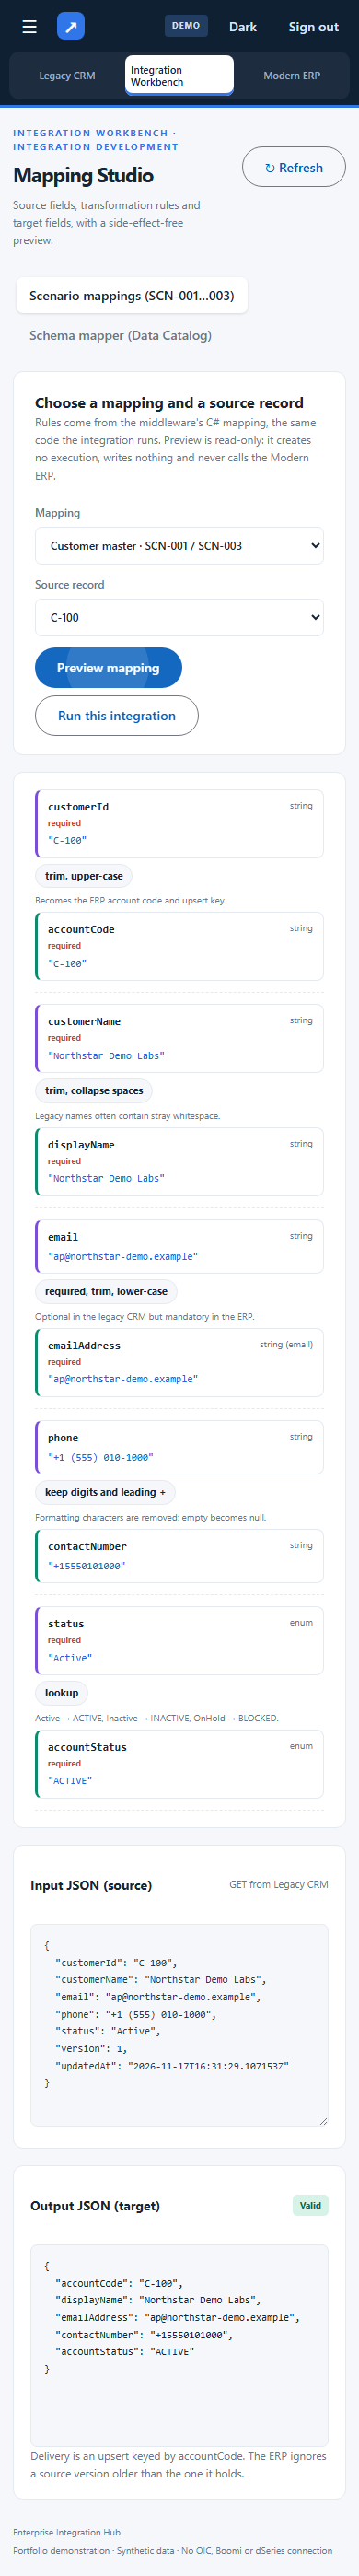 DEMO
Dark
Sign out
Legacy CRM
Integration
Workbench
Modern ERP
INTEGRATION WORKBENCH ·
INTEGRATION DEVELOPMENT
Mapping Studio
↻ Refresh
Source fields, transformation rules and
target fields, with a side-effect-free
preview.
Scenario mappings (SCN-001…003)
Schema mapper (Data Catalog)
Choose a mapping and a source record
Rules come from the middleware's C# mapping, the same
code the integration runs. Preview is read-only: it creates
no execution, writes nothing and never calls the Modern
ERP.
Mapping
Customer master · SCN-001 / SCN-003
Source record
C-100
Preview mapping
Run this integration
customerId string
required
"C-100"
trim, upper-case
Becomes the ERP account code and upsert key.
accountCode string
required
"C-100"
customerName string
required
"Northstar Demo Labs"
trim, collapse spaces
Legacy names often contain stray whitespace.
displayName string
required
"Northstar Demo Labs"
email string
"ap@northstar-demo.example"
required, trim, lower-case
Optional in the legacy CRM but mandatory in the ERP.
emailAddress string (email)
required
"ap@northstar-demo.example"
phone string
"+1 (555) 010-1000"
keep digits and leading +
Formatting characters are removed; empty becomes null.
contactNumber string
"+15550101000"
status enum
required
"Active"
lookup
Active → ACTIVE, Inactive → INACTIVE, OnHold → BLOCKED.
accountStatus enum
required
"ACTIVE"
Input JSON (source) GET from Legacy CRM
{
"customerId": "C-100",
"customerName": "Northstar Demo Labs",
"email": "ap@northstar-demo.example",
"phone": "+1 (555) 010-1000",
"status": "Active",
"version": 1,
"updatedAt": "2026-11-17T16:31:29.107153Z"
}
Output JSON (target) Valid
{
"accountCode": "C-100",
"displayName": "Northstar Demo Labs",
"emailAddress": "ap@northstar-demo.example",
"contactNumber": "+15550101000",
"accountStatus": "ACTIVE"
}
Delivery is an upsert keyed by accountCode. The ERP ignores
a source version older than the one it holds.
Enterprise Integration Hub
Portfolio demonstration · Synthetic data · No OIC, Boomi or dSeries connection